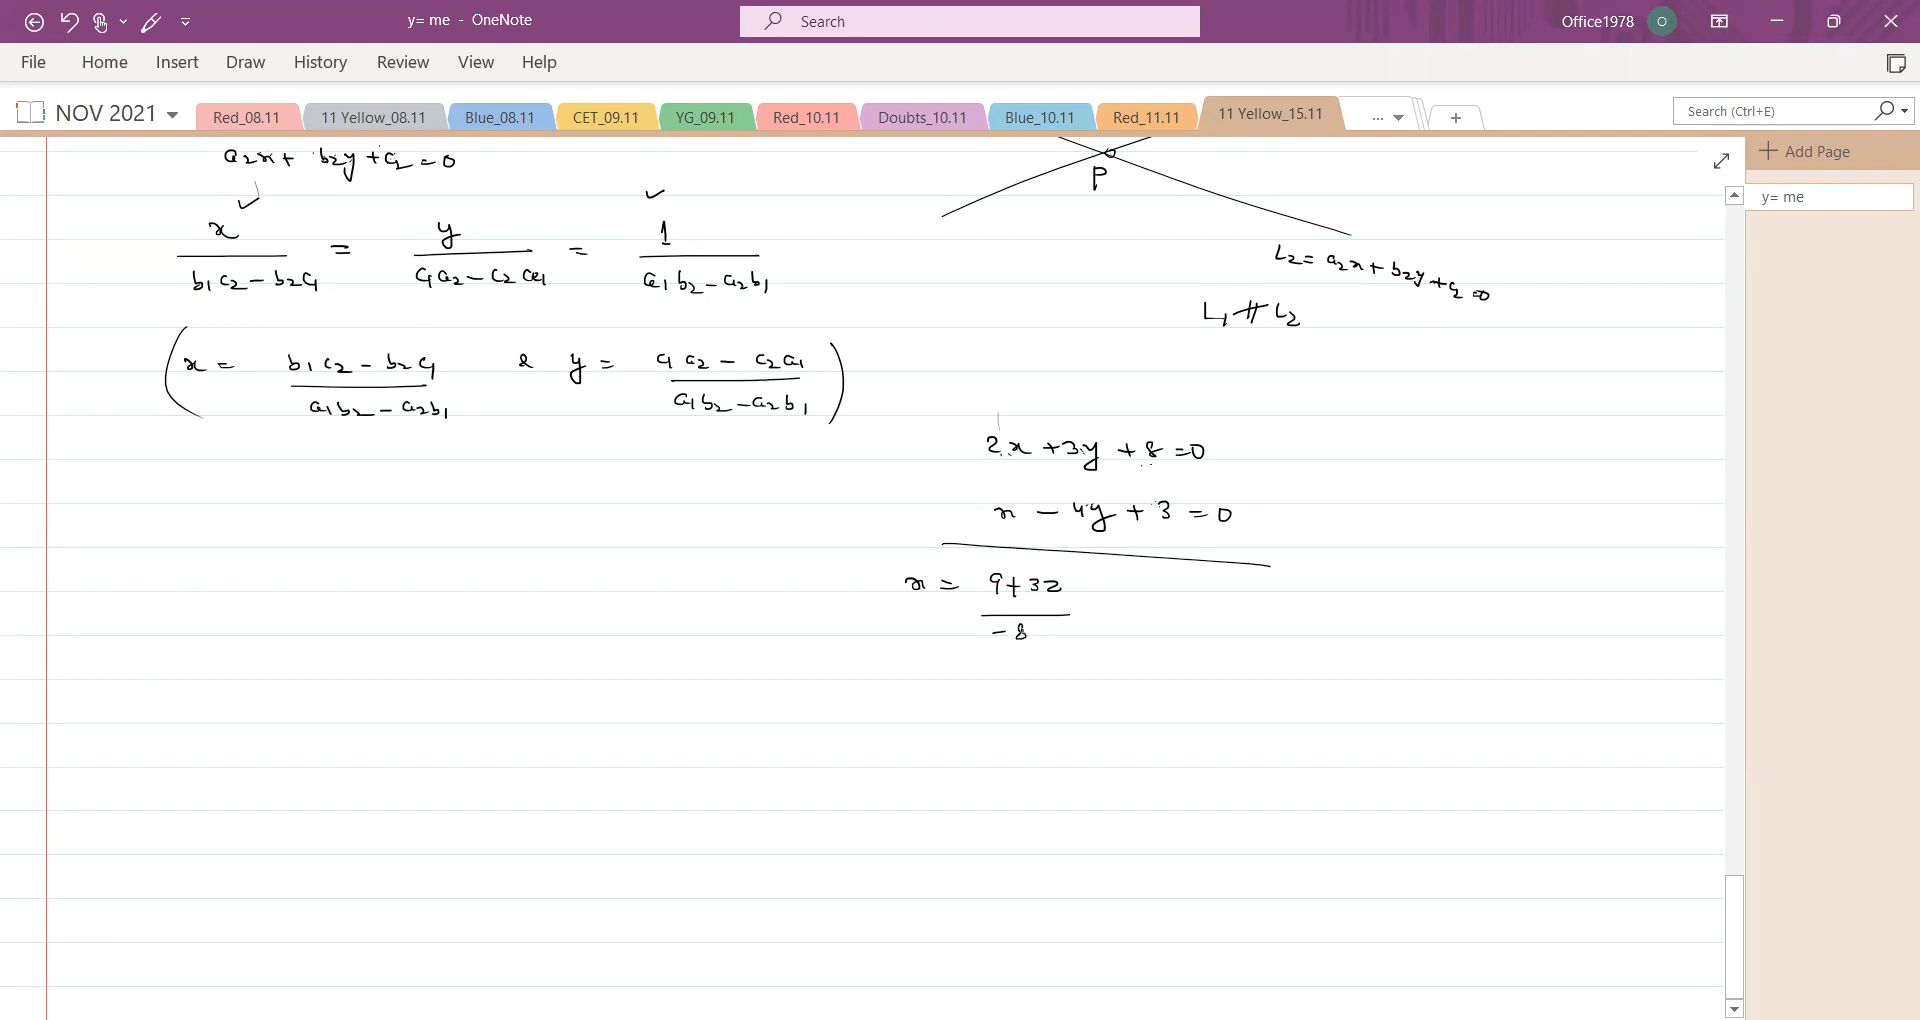 y= me - OneNote
Search
Office1978
O
File Home Insert Draw History Review View Help
NOV 2021
Red_08.11
11 Yellow_08.11
Blue_08.11
CET_09.11
YG_09.11
Red_10.11
Doubts_10.11
Blue_10.11
Red_11.11
11 Yellow_15.11
...
+
Search (Ctrl+E)
Add Page
y= me
a₂x + b₂y + c₂ = 0
P
x / (b₁c₂ - b₂c₁) = y / (c₁a₂ - c₂a₁) = 1 / (a₁b₂ - a₂b₁)
L₂ = a₂x + b₂y + c₂ = 0
L₁ ∦ L₂
(x = (b₁c₂ - b₂c₁) / (a₁b₂ - a₂b₁) & y = (c₁a₂ - c₂a₁) / (a₁b₂ - a₂b₁))
2x + 3y + 8 = 0
x - 4y + 3 = 0
x = (9 + 32) / -8